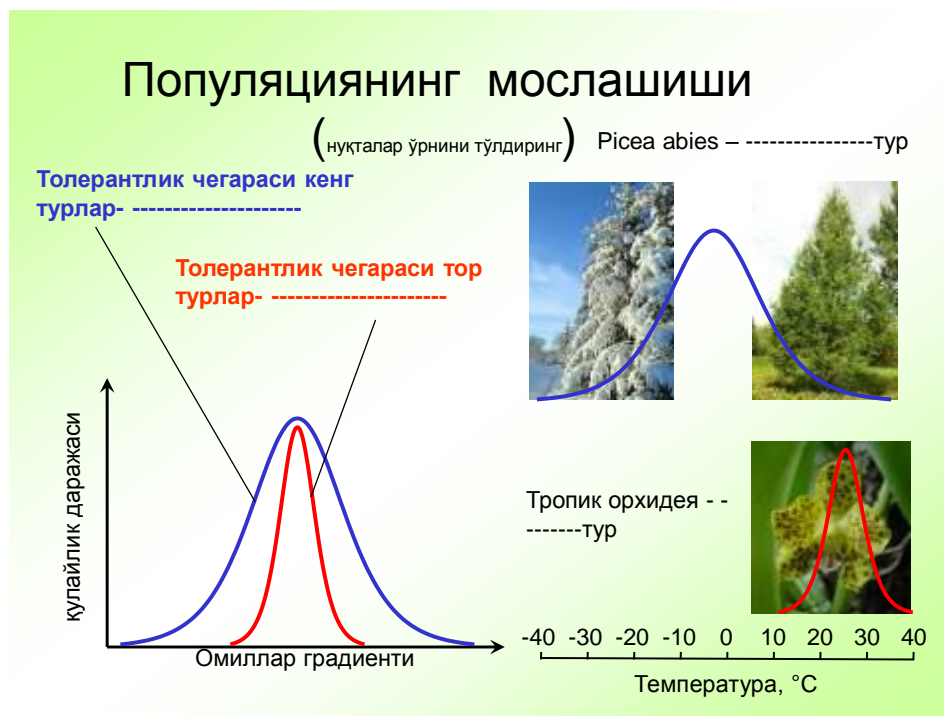 Популяциянинг мослашиши
(нуқталар ўрнини тўлдиринг)
Picea abies – ----------------тур
Толерантлик чегараси кенг
турлар- ---------------------
Толерантлик чегараси тор
турлар- ----------------------
қулайлик даражаси
Омиллар градиенти
Тропик орхидея - -
-------тур
-40 -30 -20 -10 0 10 20 30 40
Температура, °C